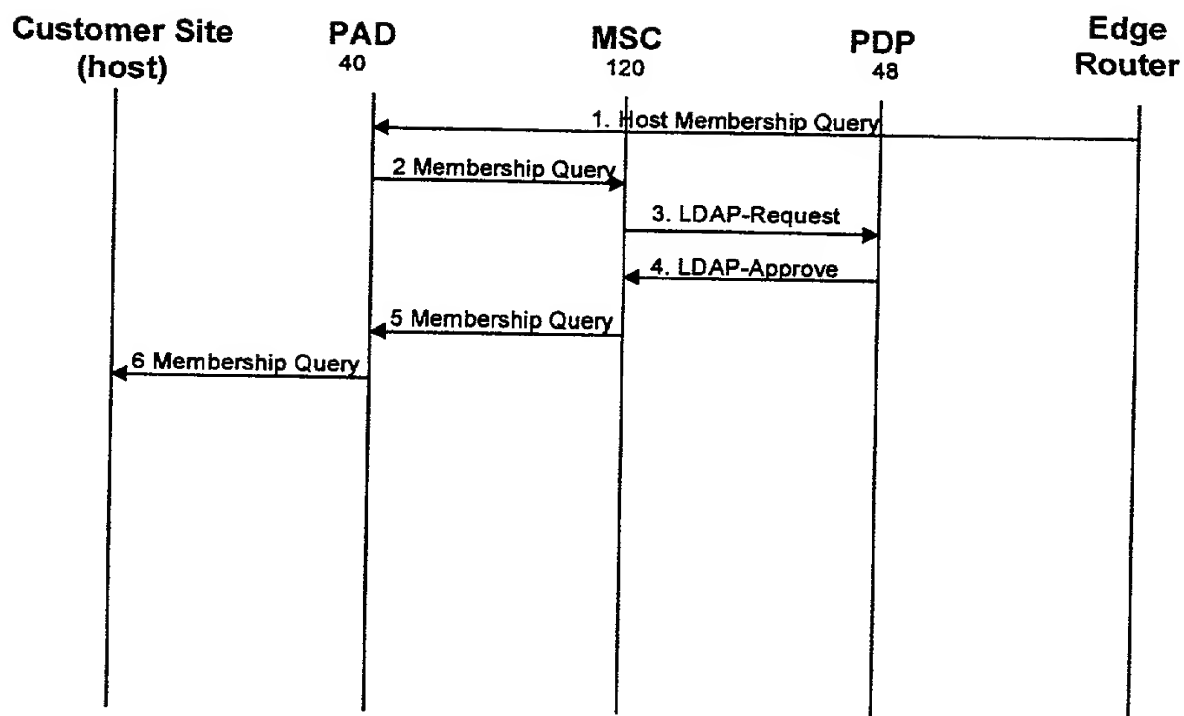 Customer Site
(host)
PAD
40
MSC
120
PDP
48
Edge
Router
1. Host Membership Query
2 Membership Query
3. LDAP-Request
4. LDAP-Approve
5 Membership Query
6 Membership Query